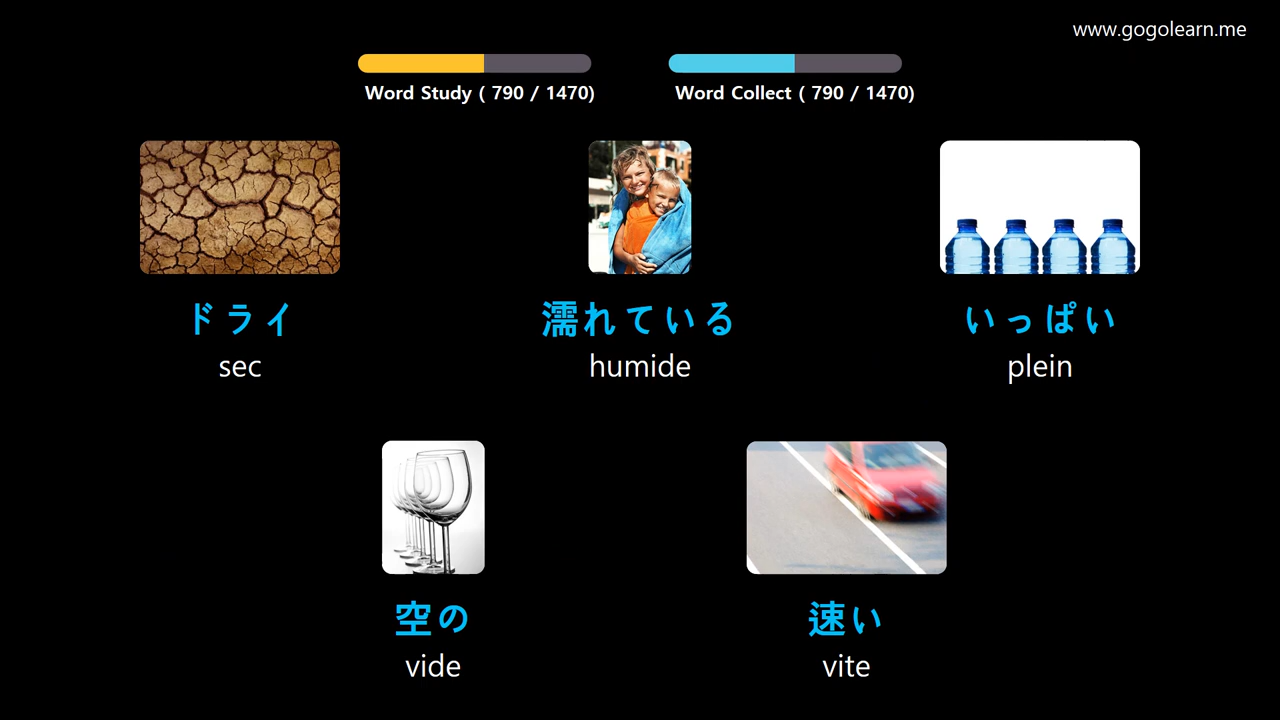 www.gogolearn.me
Word Study ( 790 / 1470)
Word Collect ( 790 / 1470)
ドライ
sec
濡れている
humide
いっぱい
plein
空の
vide
速い
vite